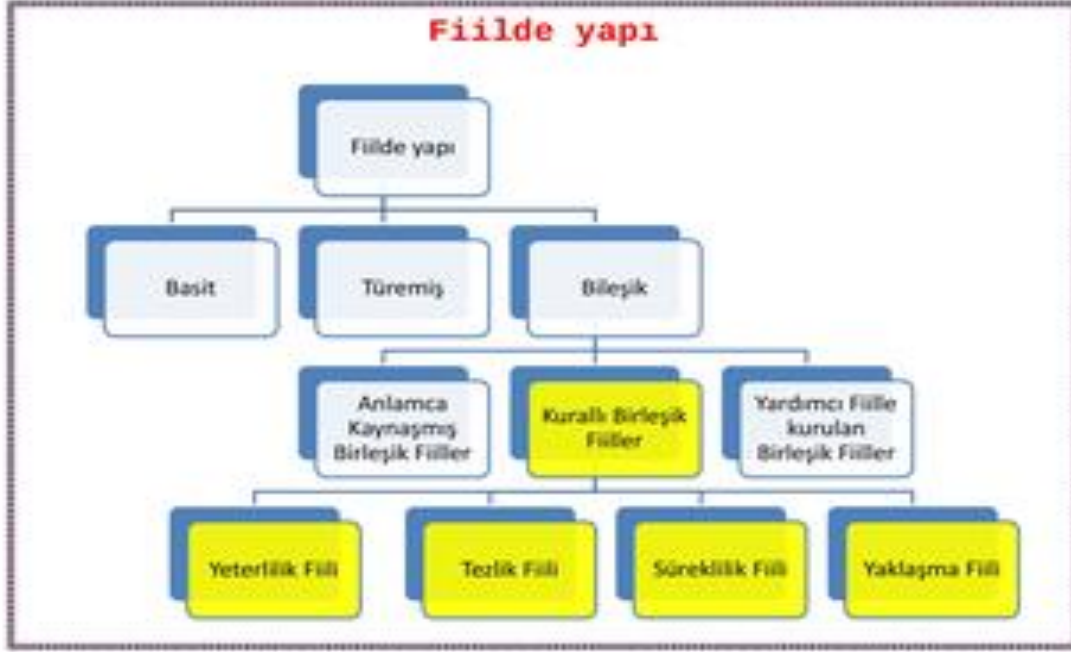 Fiilde yapı
Fiilde yapı
Basit
Türemiş
Bileşik
Anlamca
Kaynaşmış
Birleşik Fiiller
Kurallı Birleşik
Fiiller
Yardımcı Fiille
kurulan
Birleşik Fiiller
Yeterlilik Fiili
Tezlik Fiili
Süreklilik Fiili
Yaklaşma Fiili